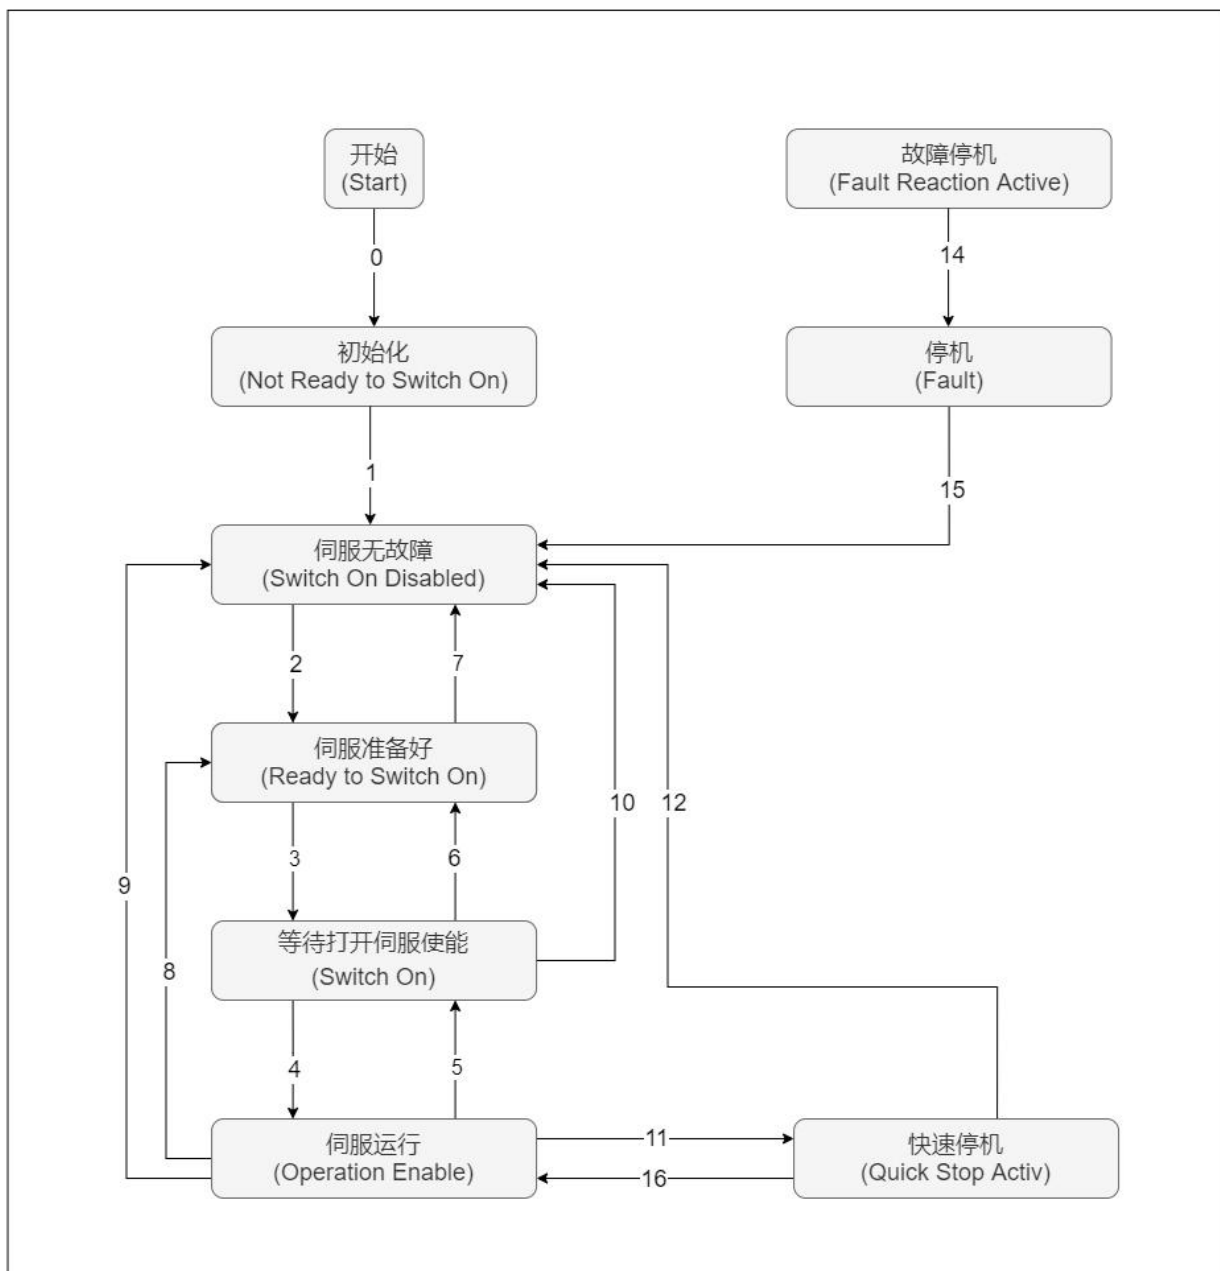 开始
(Start)
故障停机
(Fault Reaction Active)
0
14
初始化
(Not Ready to Switch On)
停机
(Fault)
1
15
伺服无故障
(Switch On Disabled)
2
7
伺服准备好
(Ready to Switch On)
10
12
3
6
9
等待打开伺服使能
(Switch On)
8
4
5
伺服运行
(Operation Enable)
11
16
快速停机
(Quick Stop Activ)